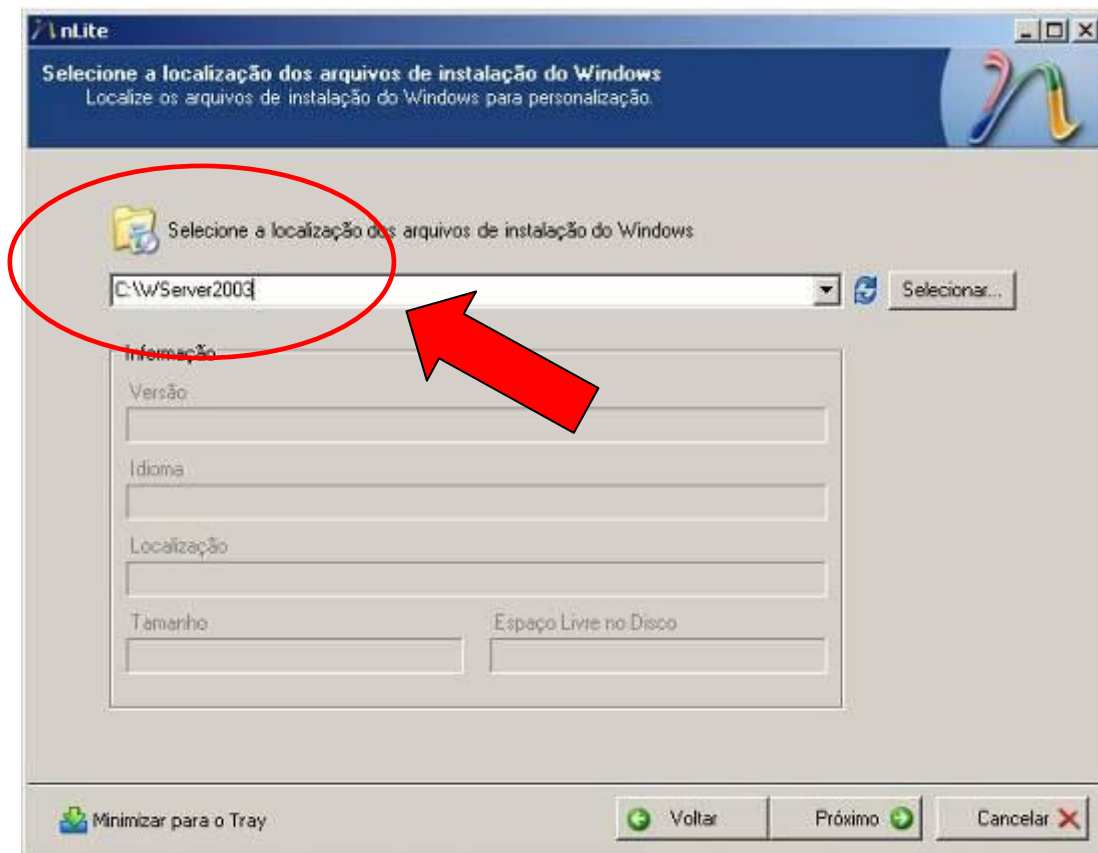 nLite
Selecione a localização dos arquivos de instalação do Windows
Localize os arquivos de instalação do Windows para personalização.
Selecione a localização dos arquivos de instalação do Windows
C:\WServer2003
Selecionar...
Informação
Versão
Idioma
Localização
Tamanho
Espaço Livre no Disco
Minimizar para o Tray
Voltar
Próximo
Cancelar